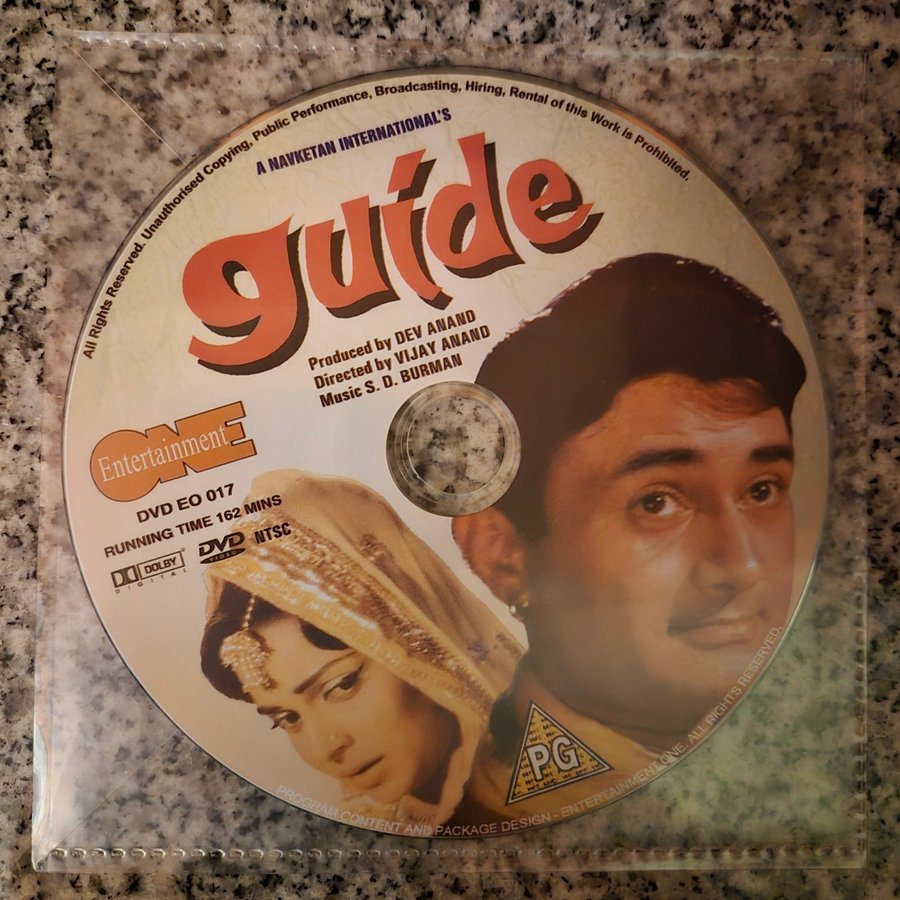 All Rights Reserved. Unauthorised Copying, Public Performance, Broadcasting, Hiring, Rental of this Work is Prohibited.
A NAVKETAN INTERNATIONAL'S
guide
Produced by DEV ANAND
Directed by VIJAY ANAND
Music S. D. BURMAN
ONE
Entertainment
DVD EO 017
RUNNING TIME 162 MINS
DOLBY
DIGITAL
DVD
VIDEO
NTSC
PG
PROGRAM CONTENT AND PACKAGE DESIGN - ENTERTAINMENT ONE. ALL RIGHTS RESERVED.